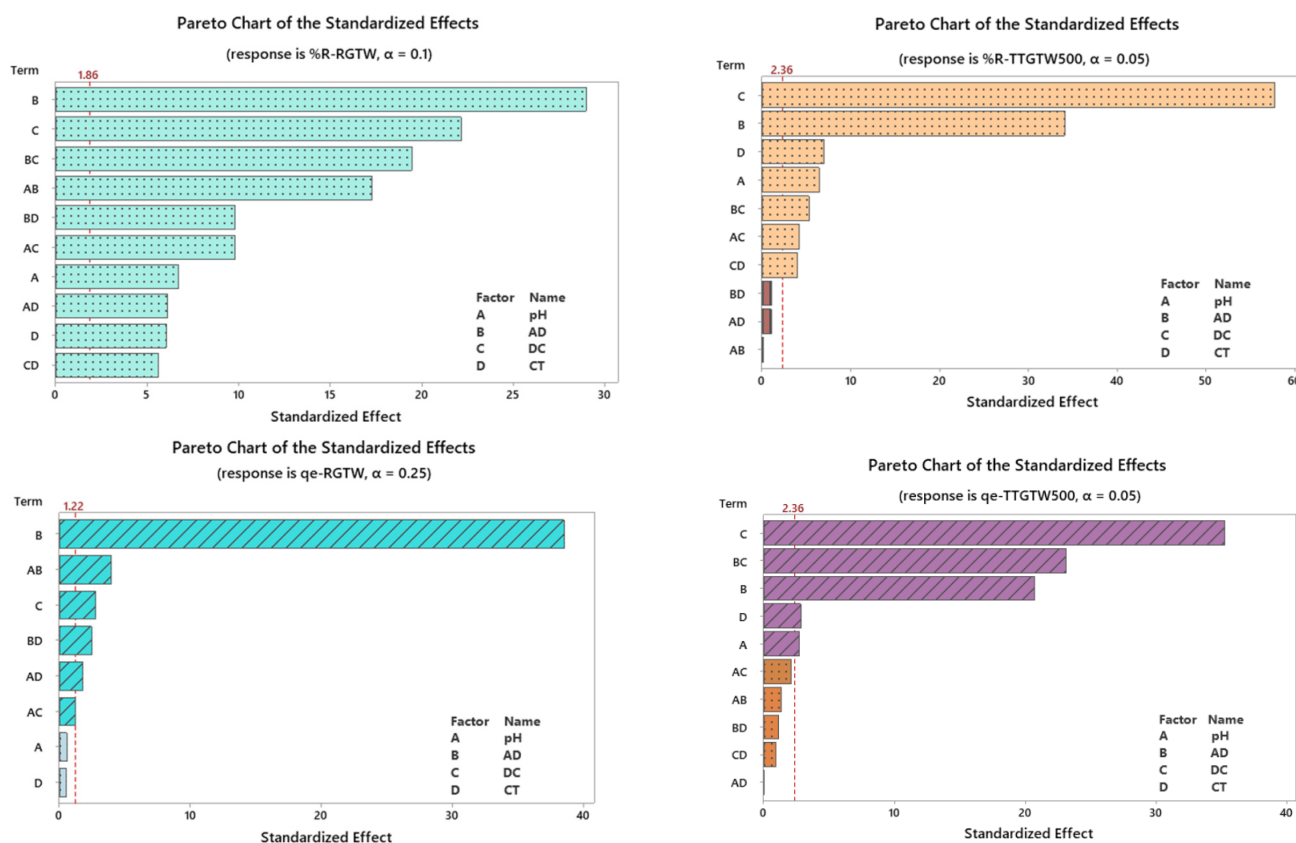 Pareto Chart of the Standardized Effects
(response is %R-RGTW, α = 0.1)
Term
1.86
B
C
BC
AB
BD
AC
A
AD
D
CD
Factor Name
A pH
B AD
C DC
D CT
0 5 10 15 20 25 30
Standardized Effect
Pareto Chart of the Standardized Effects
(response is %R-TTGTW500, α = 0.05)
Term
2.36
C
B
D
A
BC
AC
CD
BD
AD
AB
Factor Name
A pH
B AD
C DC
D CT
0 10 20 30 40 50 60
Standardized Effect
Pareto Chart of the Standardized Effects
(response is qe-RGTW, α = 0.25)
Term
1.22
B
AB
C
BD
AD
AC
A
D
Factor Name
A pH
B AD
C DC
D CT
0 10 20 30 40
Standardized Effect
Pareto Chart of the Standardized Effects
(response is qe-TTGTW500, α = 0.05)
Term
2.36
C
BC
B
D
A
AC
AB
BD
CD
AD
Factor Name
A pH
B AD
C DC
D CT
0 10 20 30 40
Standardized Effect